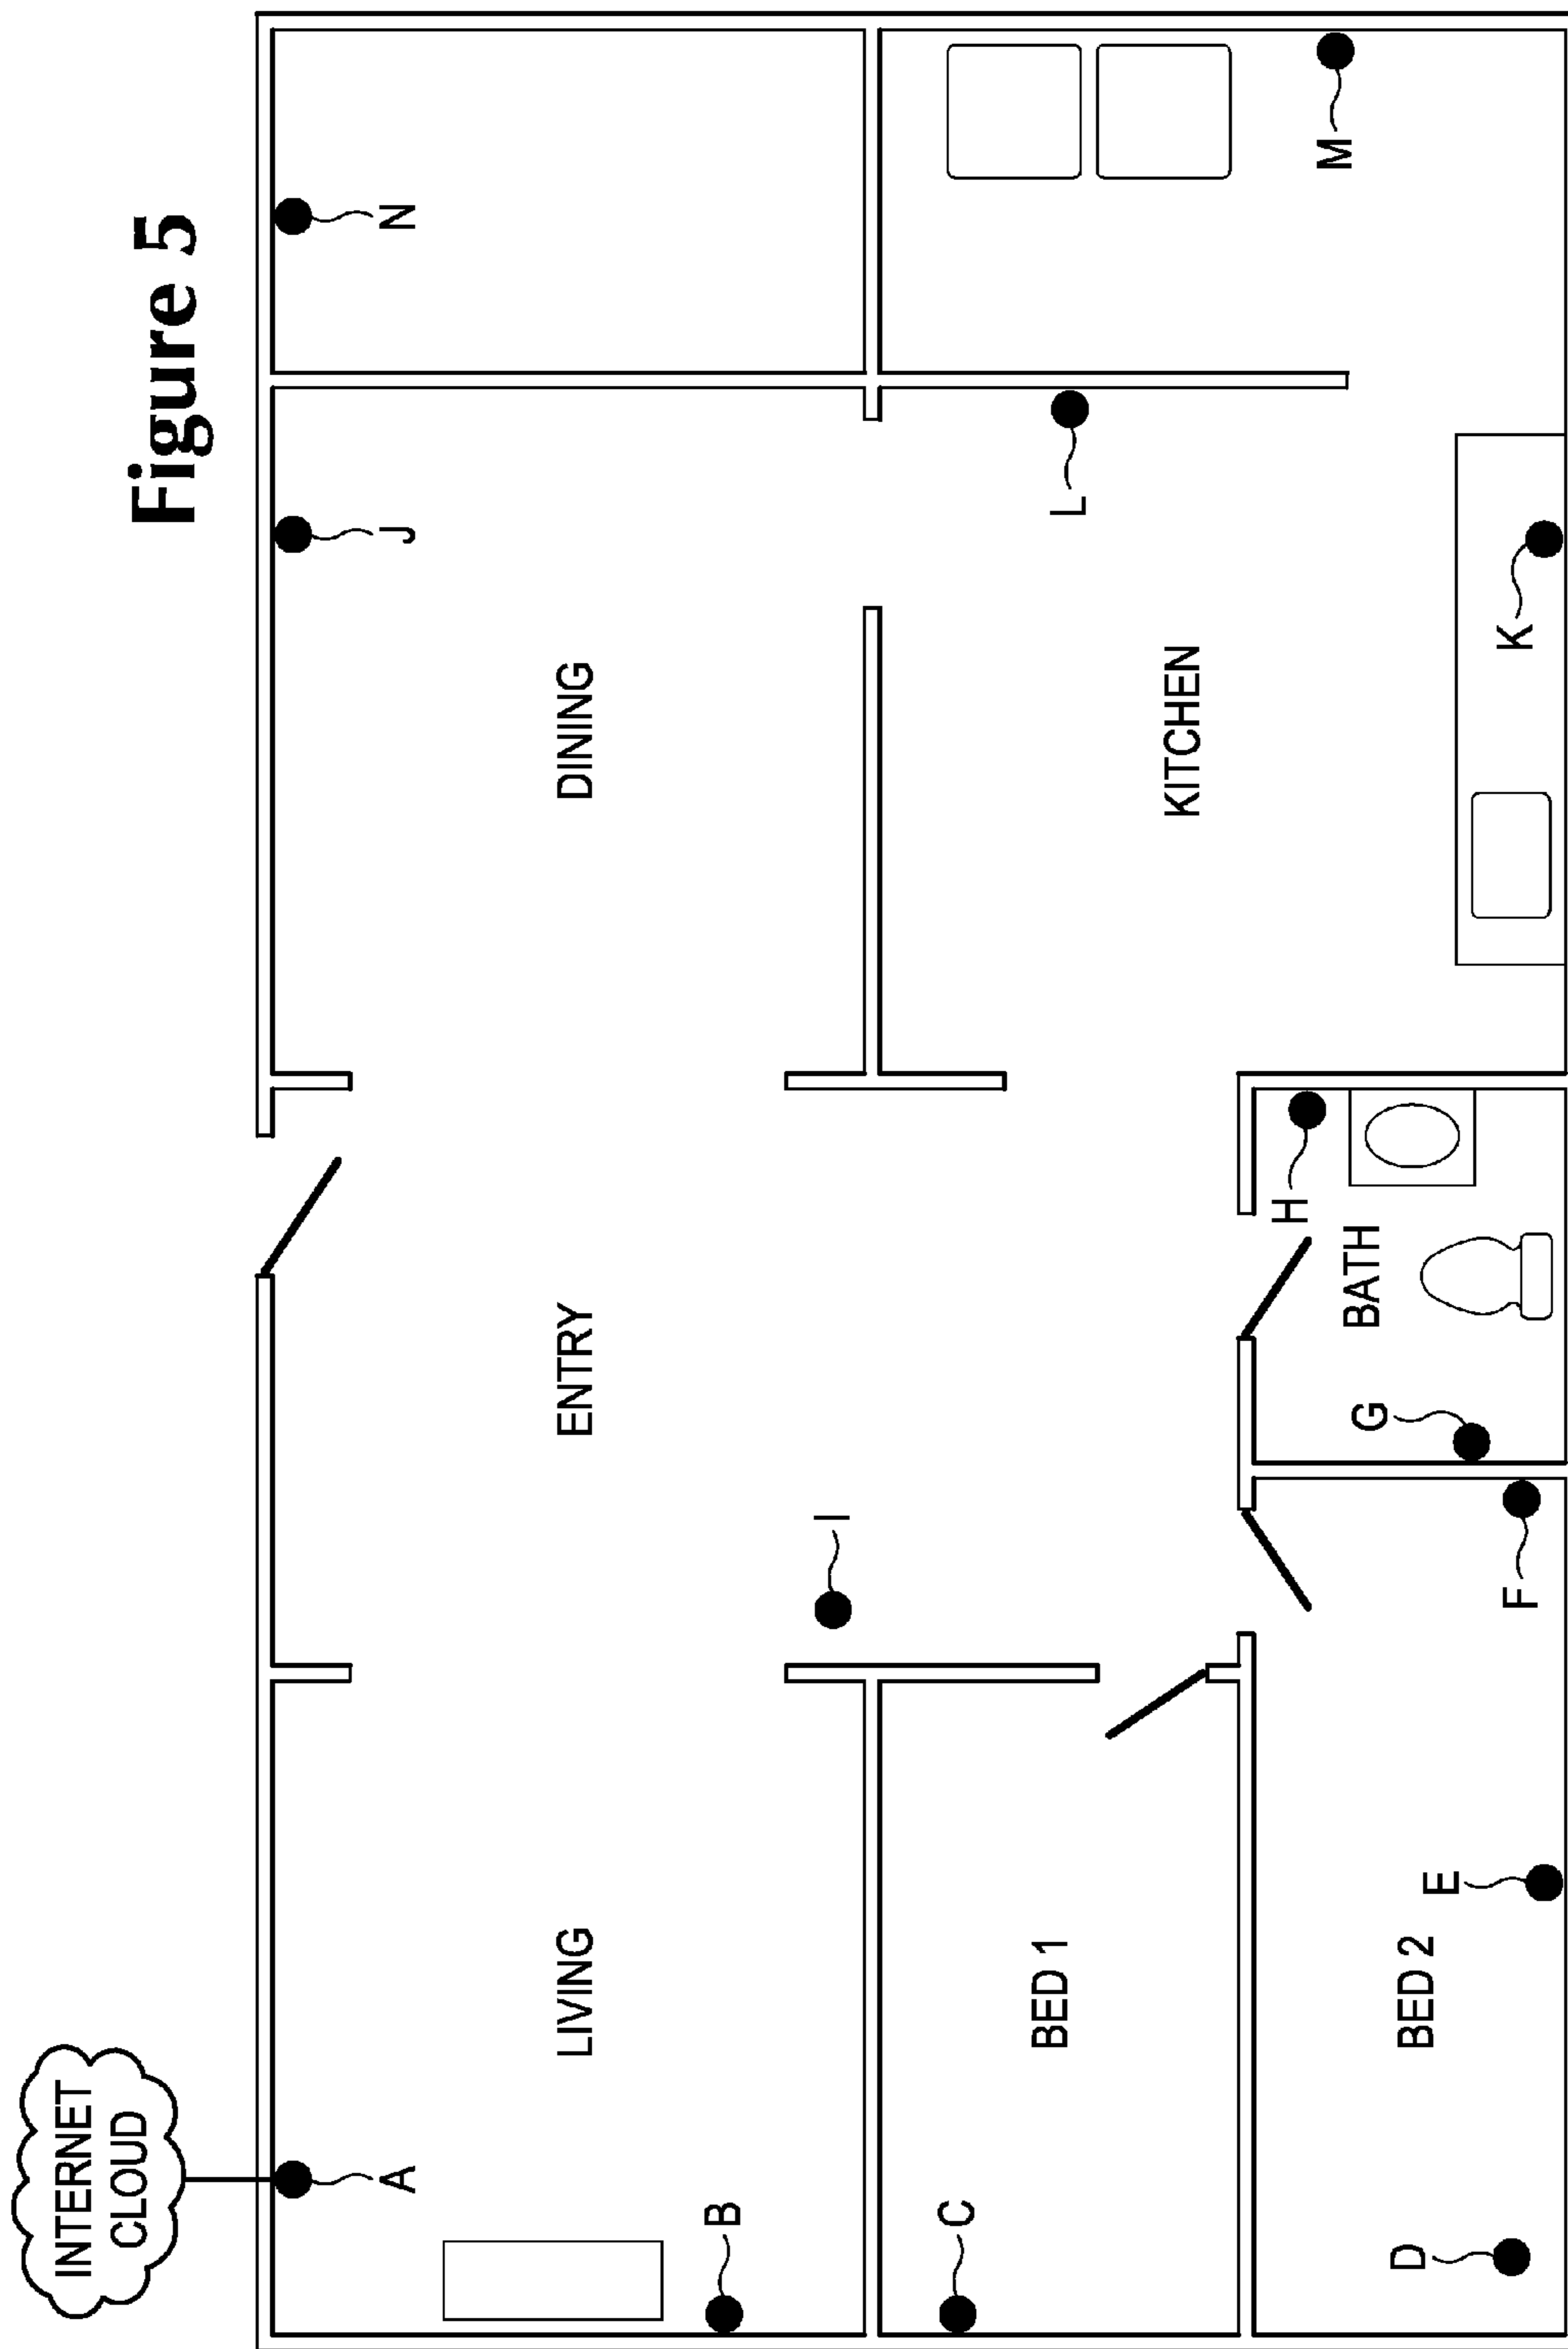 Figure 5
INTERNET
CLOUD
A
J
N
LIVING
ENTRY
DINING
B
I
C
L
BED 1
KITCHEN
H
M
BATH
G
D
BED 2
E
F
K